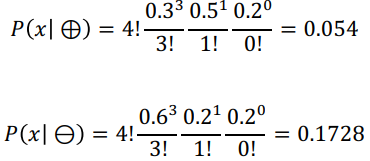 P(x| ⊕) = 4! 0.3³/3! 0.5¹/1! 0.2⁰/0! = 0.054
P(x| ⊖) = 4! 0.6³/3! 0.2¹/1! 0.2⁰/0! = 0.1728